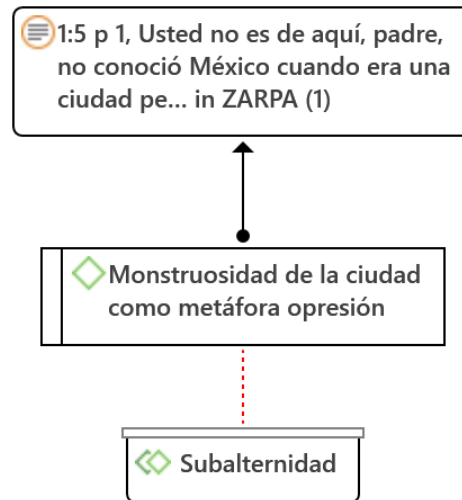 1:5 p 1, Usted no es de aquí, padre,
no conoció México cuando era una
ciudad pe... in ZARPA (1)
Monstruosidad de la ciudad
como metáfora opresión
Subalternidad